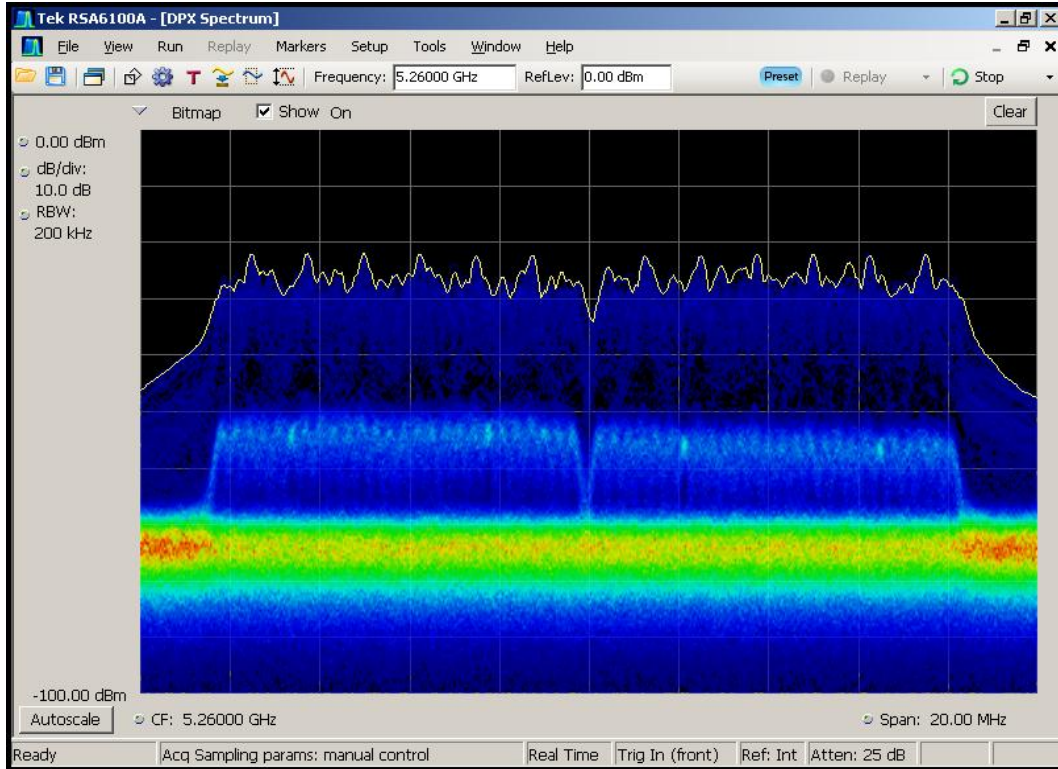 Tek RSA6100A - [DPX Spectrum]
File View Run Replay Markers Setup Tools Window Help
T Frequency: 5.26000 GHz RefLev: 0.00 dBm Preset Replay Stop
Bitmap Show On Clear
0.00 dBm
dB/div:
10.0 dB
RBW:
200 kHz
-100.00 dBm
Autoscale CF: 5.26000 GHz Span: 20.00 MHz
Ready Acq Sampling params: manual control Real Time Trig In (front) Ref: Int Atten: 25 dB